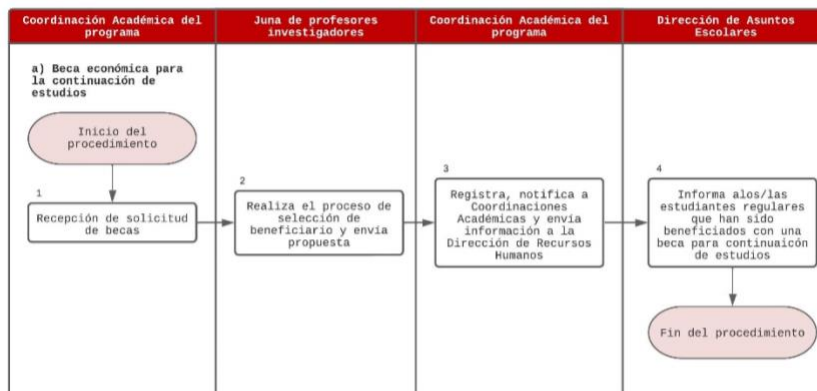 Coordinación Académica del
programa
Juna de profesores
investigadores
Coordinación Académica del
programa
Dirección de Asuntos
Escolares
a) Beca económica para
la continuación de
estudios
Inicio del
procedimiento
1
Recepción de solicitud
de becas
2
Realiza el proceso de
selección de
beneficiario y envía
propuesta
3
Registra, notifica a
Coordinaciones
Académicas y envía
información a la
Dirección de Recursos
Humanos
4
Informa alos/las
estudiantes regulares
que han sido
beneficiados con una
beca para continuaicón
de estudios
Fin del procedimiento